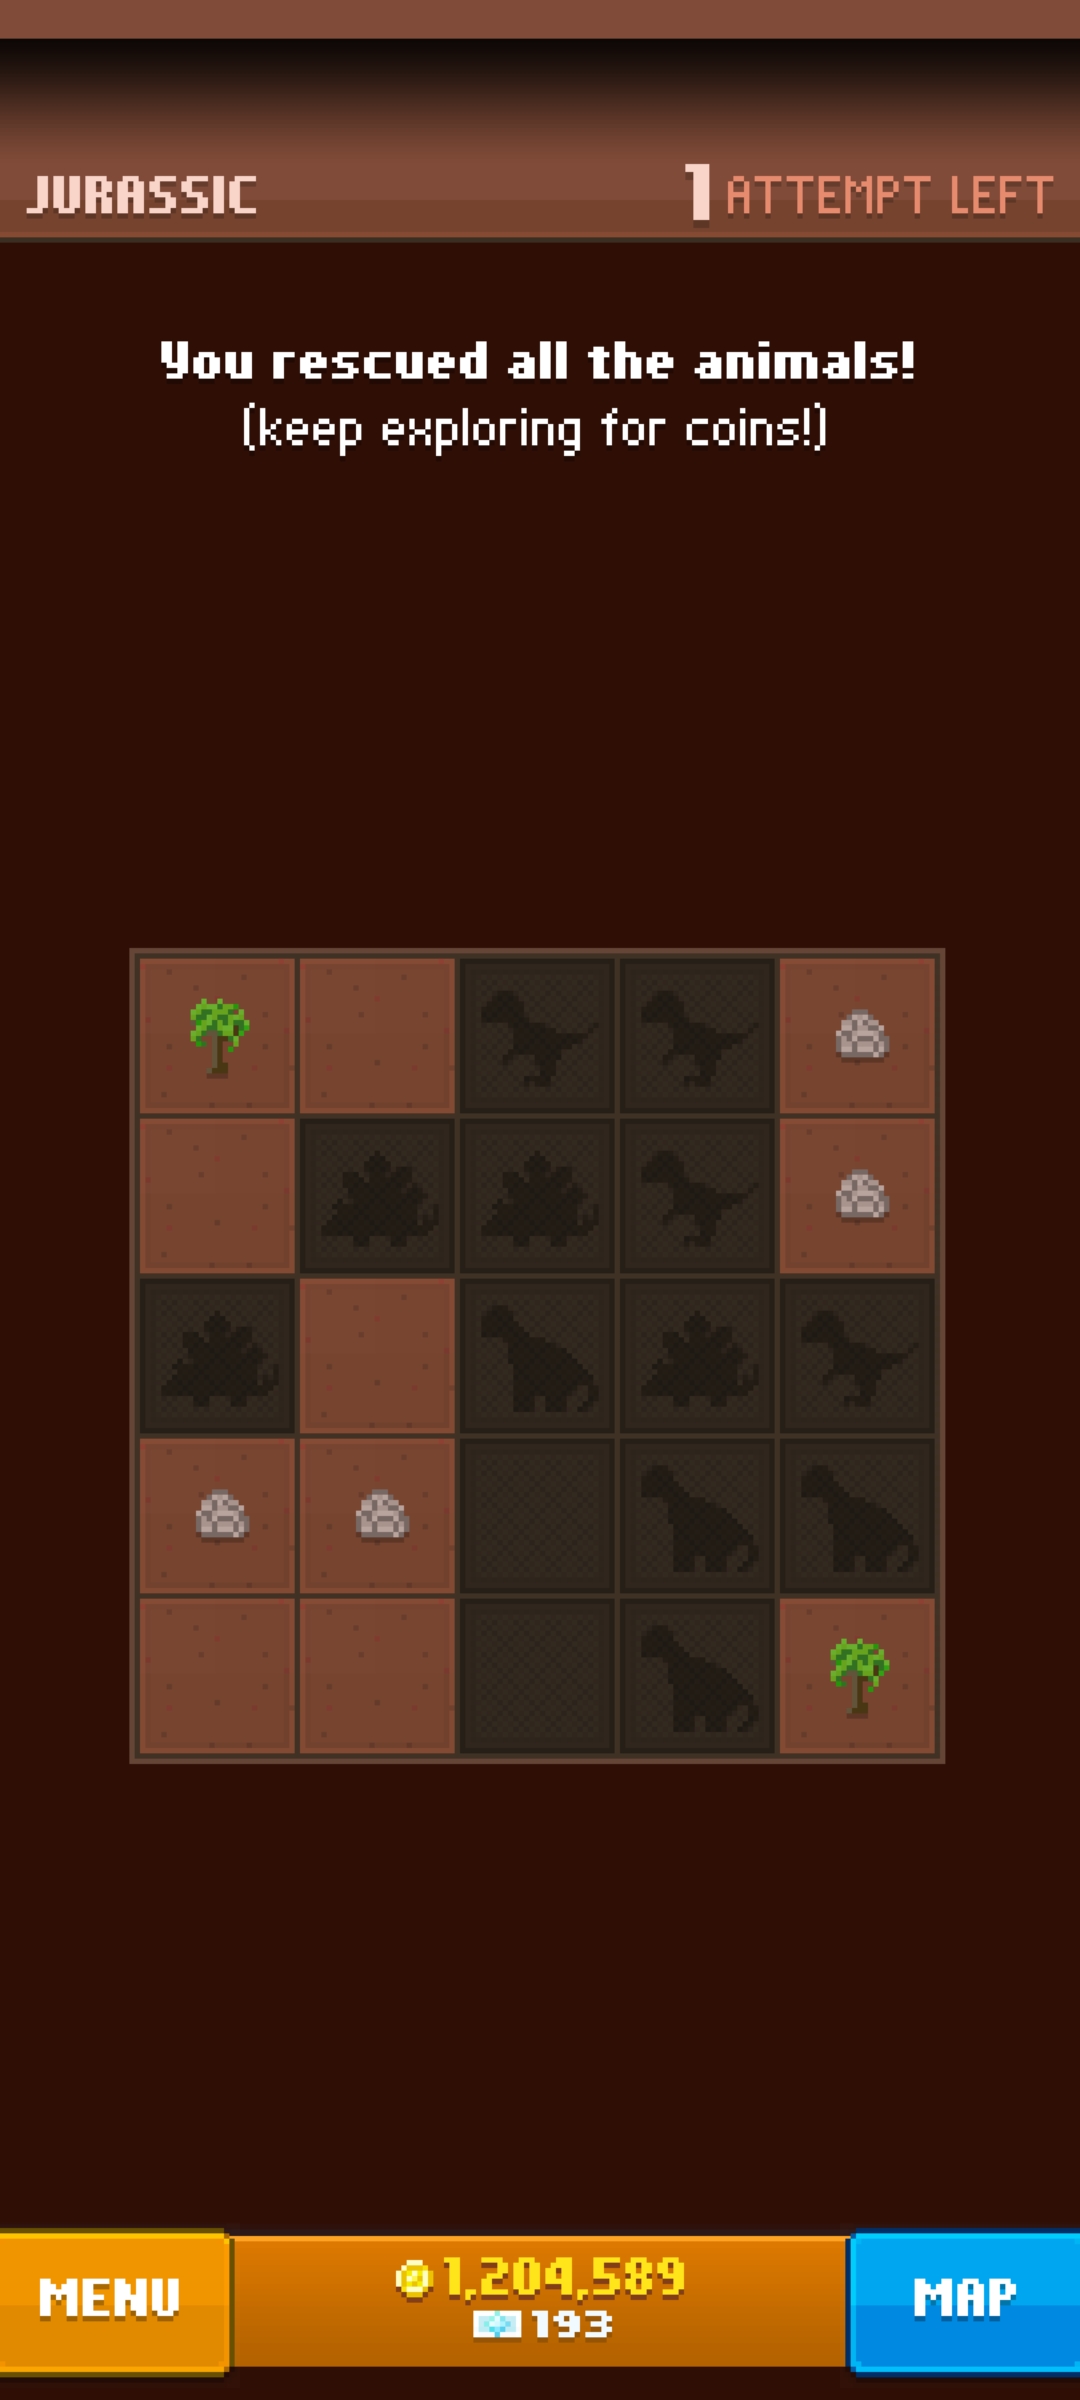 JURASSIC
1 ATTEMPT LEFT
You rescued all the animals!
(keep exploring for coins!)
MENU
1,204,589
193
MAP